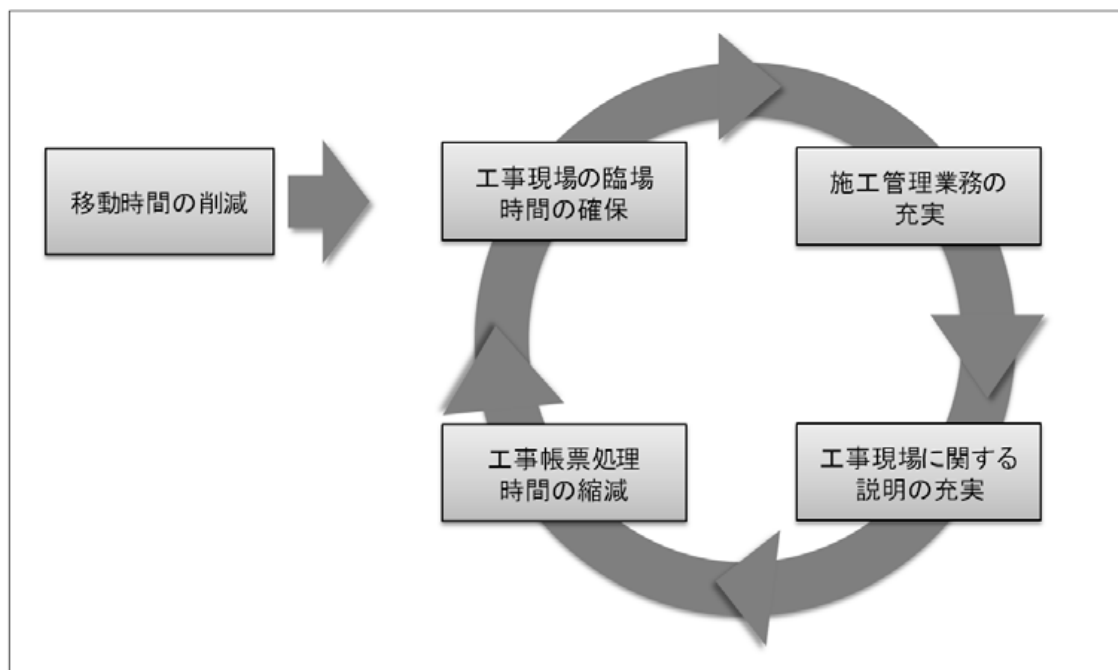 移動時間の削減
工事現場の臨場
時間の確保
施工管理業務の
充実
工事帳票処理
時間の縮減
工事現場に関する
説明の充実